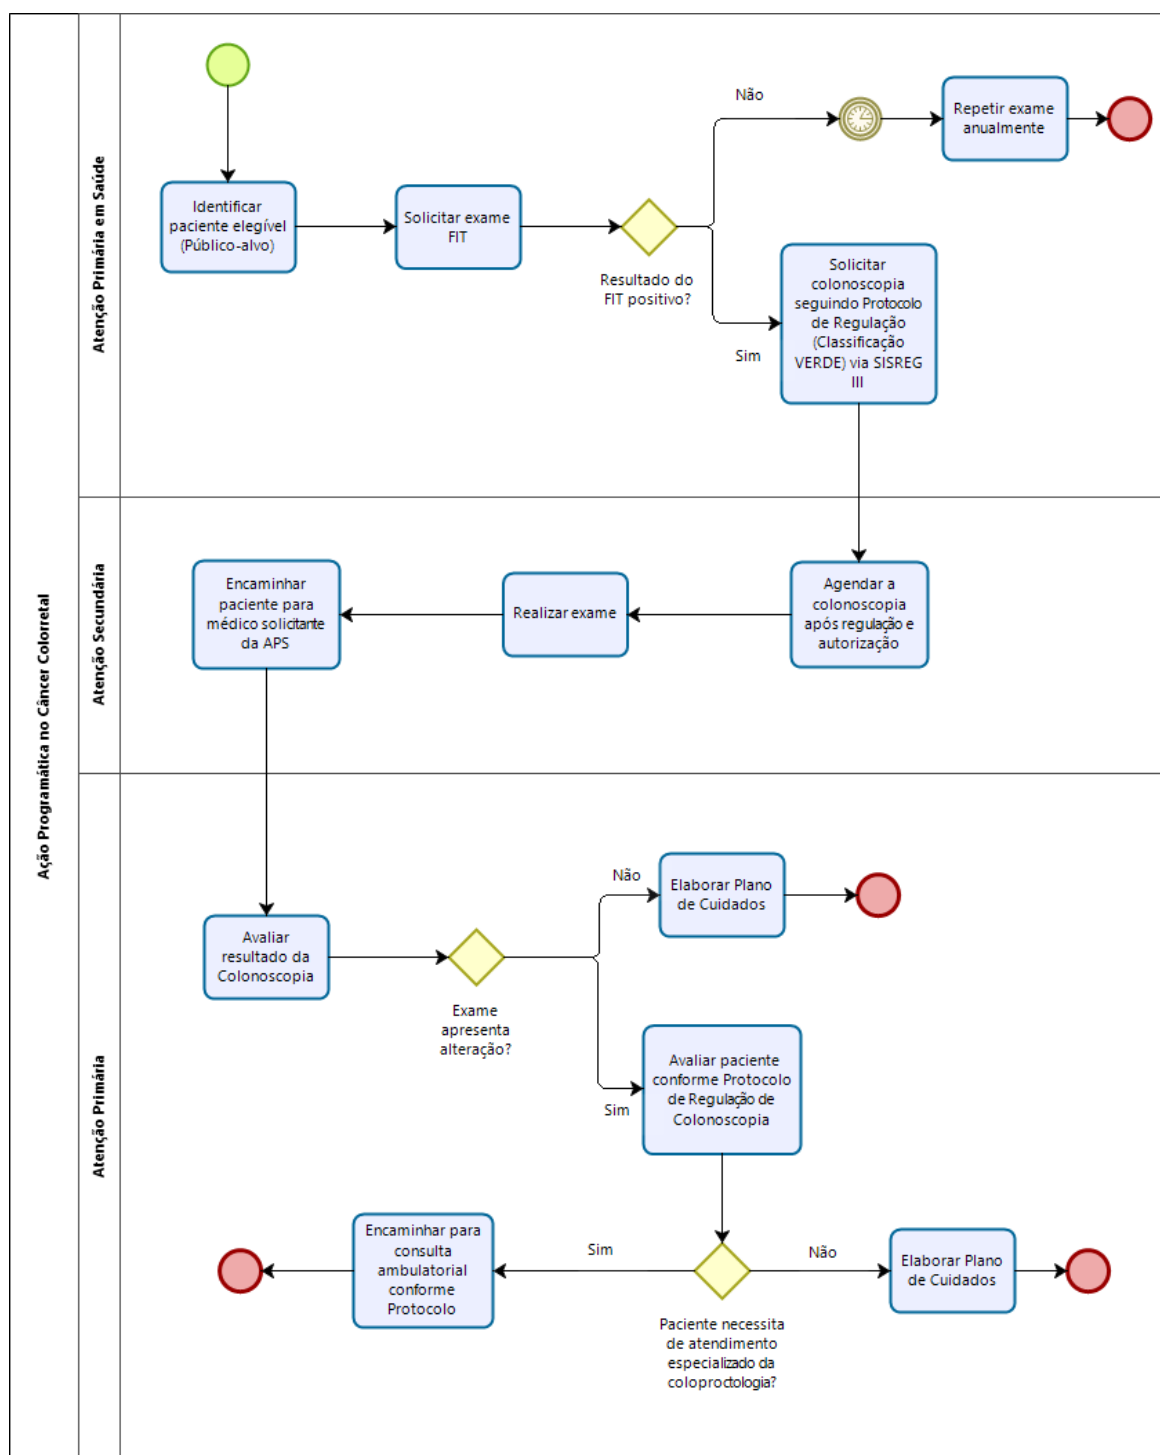 Ação Programática no Câncer Colorretal
Atenção Primária em Saúde
Identificar
paciente elegível
(Público-alvo)
Solicitar exame
FIT
Resultado do
FIT positivo?
Não
Repetir exame
anualmente
Sim
Solicitar
colonoscopia
seguindo Protocolo
de Regulação
(Classificação
VERDE) via SISREG
III
Atenção Secundária
Agendar a
colonoscopia
após regulação e
autorização
Realizar exame
Encaminhar
paciente para
médico solicitante
da APS
Atenção Primária
Avaliar
resultado da
Colonoscopia
Exame
apresenta
alteração?
Não
Elaborar Plano
de Cuidados
Sim
Avaliar paciente
conforme Protocolo
de Regulação de
Colonoscopia
Paciente necessita
de atendimento
especializado da
coloproctologia?
Sim
Encaminhar para
consulta
ambulatorial
conforme
Protocolo
Não
Elaborar Plano
de Cuidados